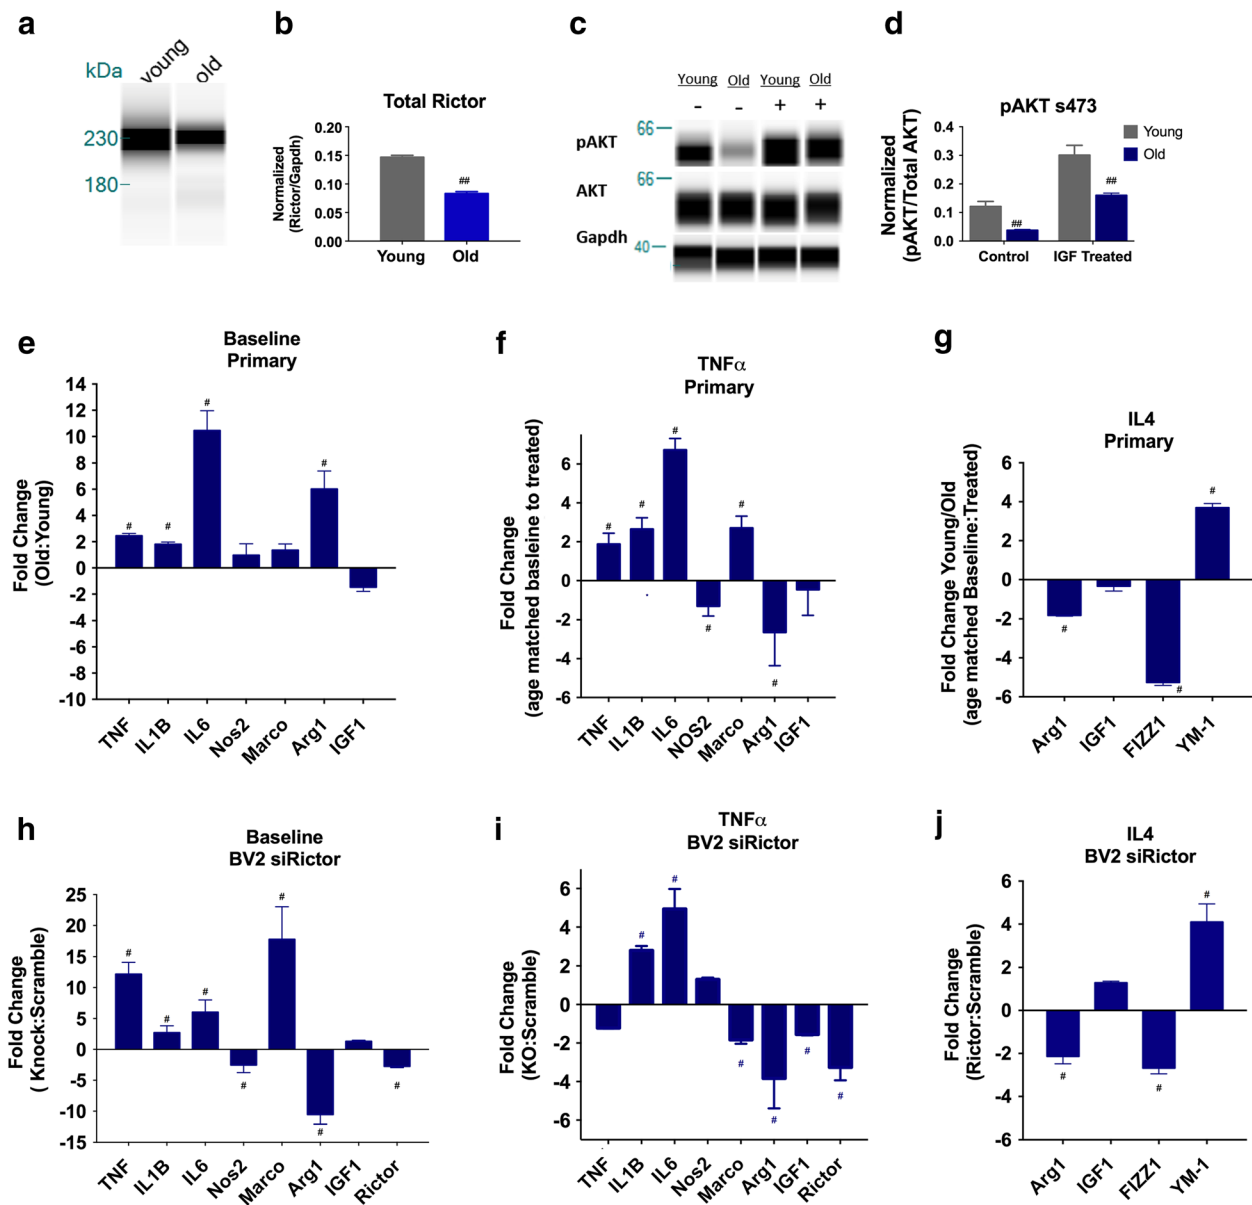 a
kDa
young
old
230
180
b
Total Rictor
Normalized
(Rictor/Gapdh)
0.20
0.15
0.10
0.05
0.00
##
Young
Old
c
Young Old Young Old
- - + +
pAKT
66
AKT
66
Gapdh
40
d
pAKT s473
Normalized
(pAKT/Total AKT)
0.4
0.3
0.2
0.1
0.0
##
##
Young
Old
Control
IGF Treated
e
Baseline
Primary
Fold Change
(Old:Young)
14
12
10
8
6
4
2
0
-2
-4
-6
-8
-10
#
#
#
#
TNF
IL1B
IL6
Nos2
Marco
Arg1
IGF1
f
TNFα
Primary
Fold Change
(age matched basleine to treated)
6
4
2
0
-2
-4
-6
#
#
#
#
#
#
TNF
IL1B
IL6
NOS2
Marco
Arg1
IGF1
g
IL4
Primary
Fold Change Young/Old
(age matched Baseline:Treated)
6
4
2
0
-2
-4
-6
#
#
#
Arg1
IGF1
FIZZ1
YM-1
h
Baseline
BV2 siRictor
Fold Change
( Knock:Scramble)
25
20
15
10
5
0
-5
-10
-15
#
#
#
#
#
#
#
TNF
IL1B
IL6
Nos2
Marco
Arg1
IGF1
Rictor
i
TNFα
BV2 siRictor
Fold Change
(KO:Scramble)
6
4
2
0
-2
-4
-6
#
#
#
#
#
#
TNF
IL1B
IL6
Nos2
Marco
Arg1
IGF1
Rictor
j
IL4
BV2 siRictor
Fold Change
(Rictor:Scramble)
6
4
2
0
-2
-4
-6
#
#
#
Arg1
IGF1
FIZZ1
YM-1